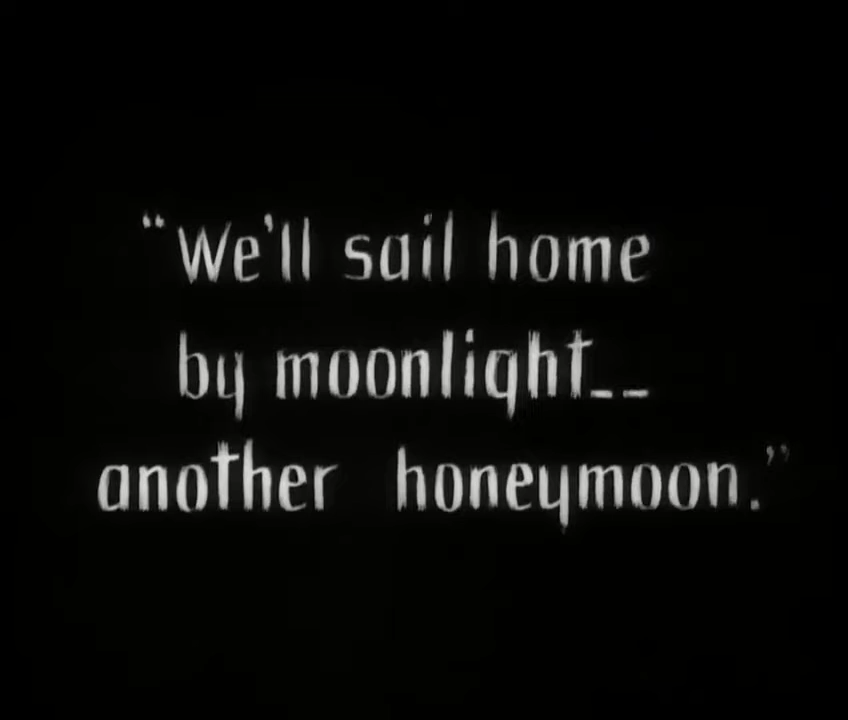 “We'll sail home
by moonlight--
another honeymoon.”